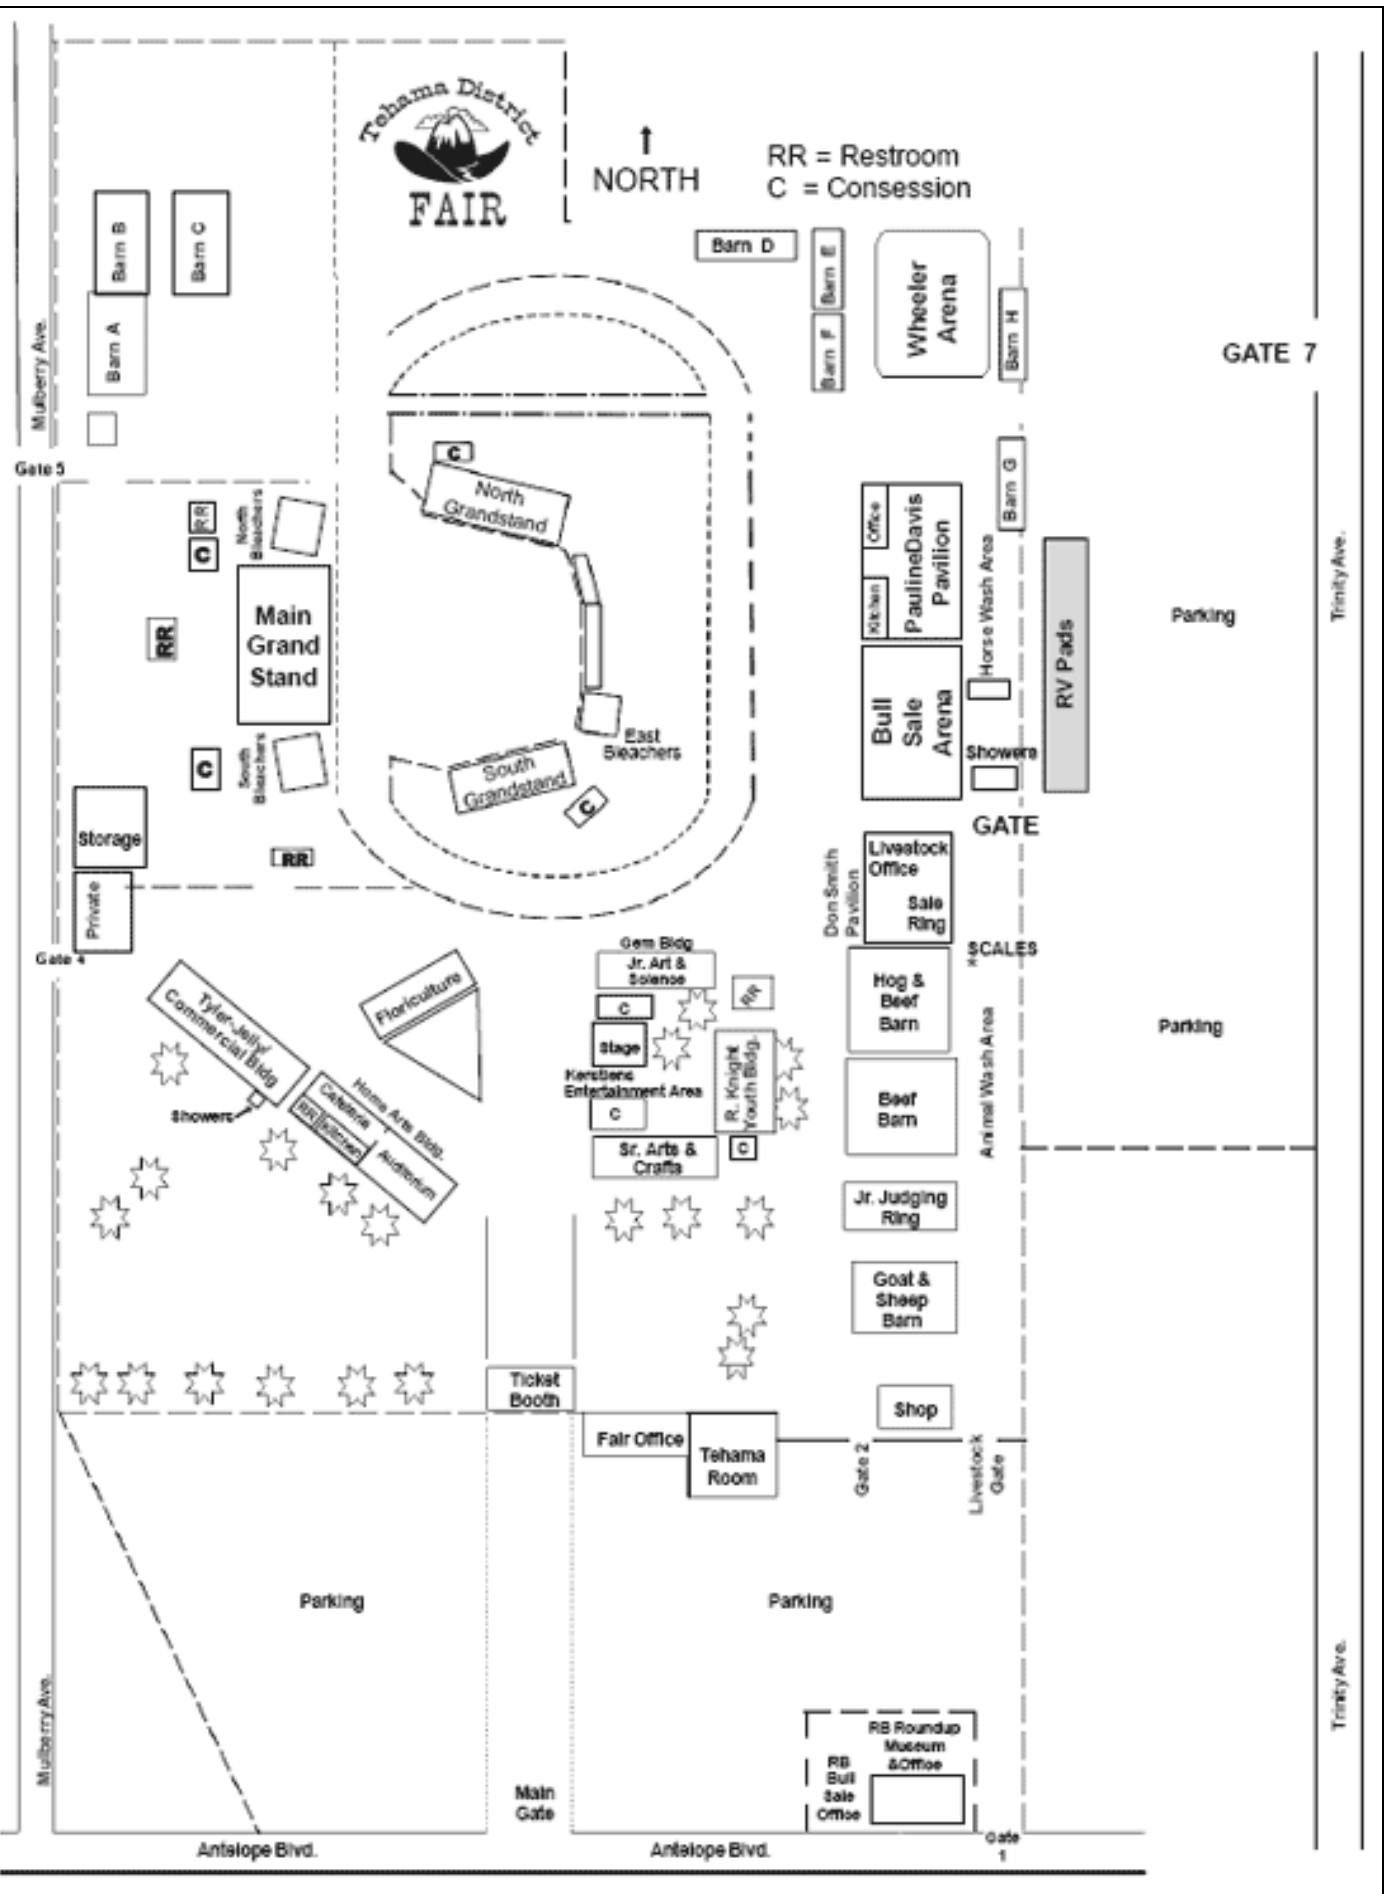 Tehama District
FAIR
NORTH
RR = Restroom
C = Consession
Barn B
Barn C
Barn A
Barn D
Barn E
Barn F
Wheeler
Arena
Barn H
GATE 7
Mulberry Ave.
Gate 5
C
North
Grandstand
Barn G
RR
C
North
Bleachers
Office
Kitchen
PaulineDavis
Pavilion
Horse Wash Area
Main
Grand
Stand
RR
Parking
Trinity Ave.
RV Pads
Bull
Sale
Arena
East
Bleachers
Showers
South
Bleachers
C
South
Grandstand
C
GATE
Storage
RR
Private
Don Smith
Pavilion
Livestock
Office
Sale
Ring
Gate 4
*SCALES
Gem Bldg
Jr. Art &
Science
RR
C
Floriculture
Tyler-Jelly/
Commercial Bldg
Hog &
Beef
Barn
Parking
Stage
Kerstiens
Entertainment Area
C
R. Knight
Youth Bldg.
Animal Wash Area
Beef
Barn
Showers
Home Arts Bldg.
Cafeteria
RR
Kitchen
Auditorium
Sr. Arts &
Crafts
C
Jr. Judging
Ring
Goat &
Sheep
Barn
Ticket
Booth
Shop
Fair Office
Tehama
Room
Gate 2
Livestock
Gate
Parking
Parking
Mulberry Ave.
Trinity Ave.
RB Roundup
Museum
&Office
RB
Bull
Sale
Office
Main
Gate
Antelope Blvd.
Antelope Blvd.
Gate
1